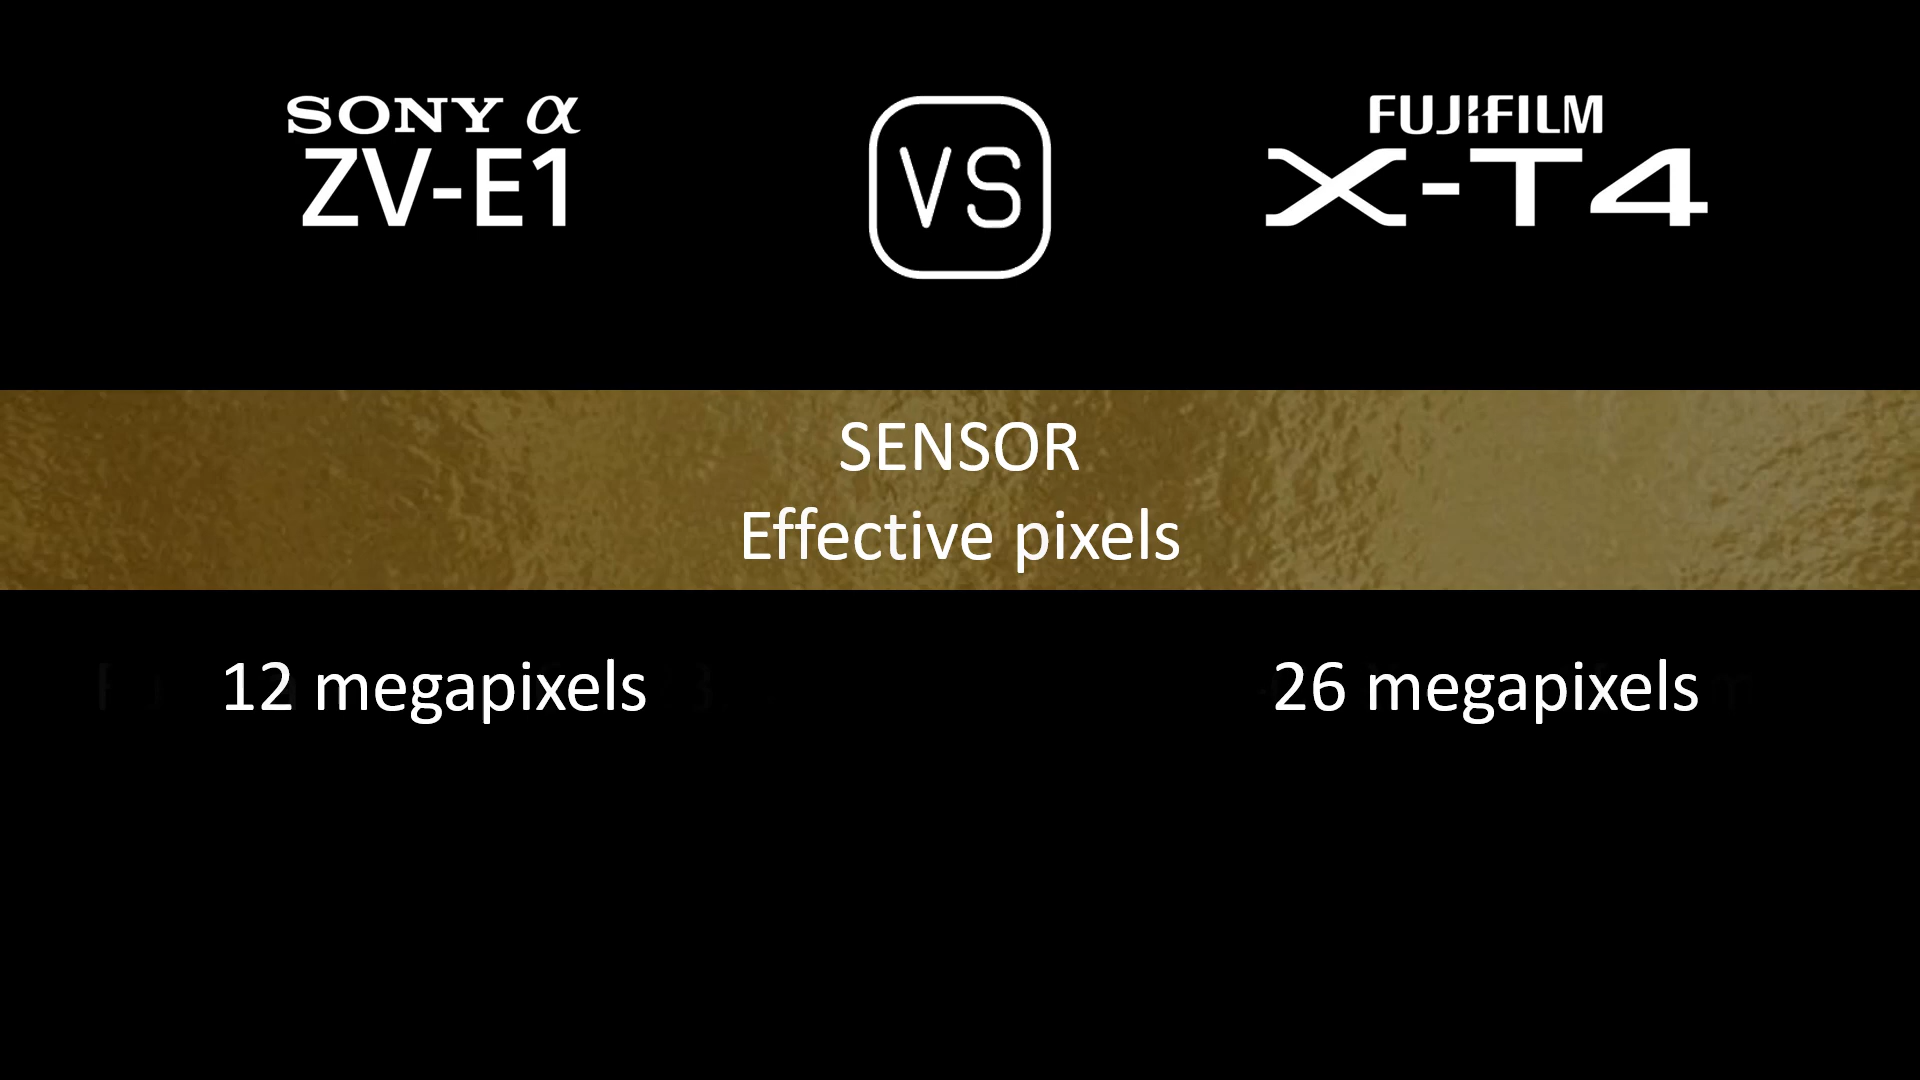 SONY α
ZV-E1
VS
FUJIFILM
X-T4
SENSOR
Effective pixels
12 megapixels
26 megapixels